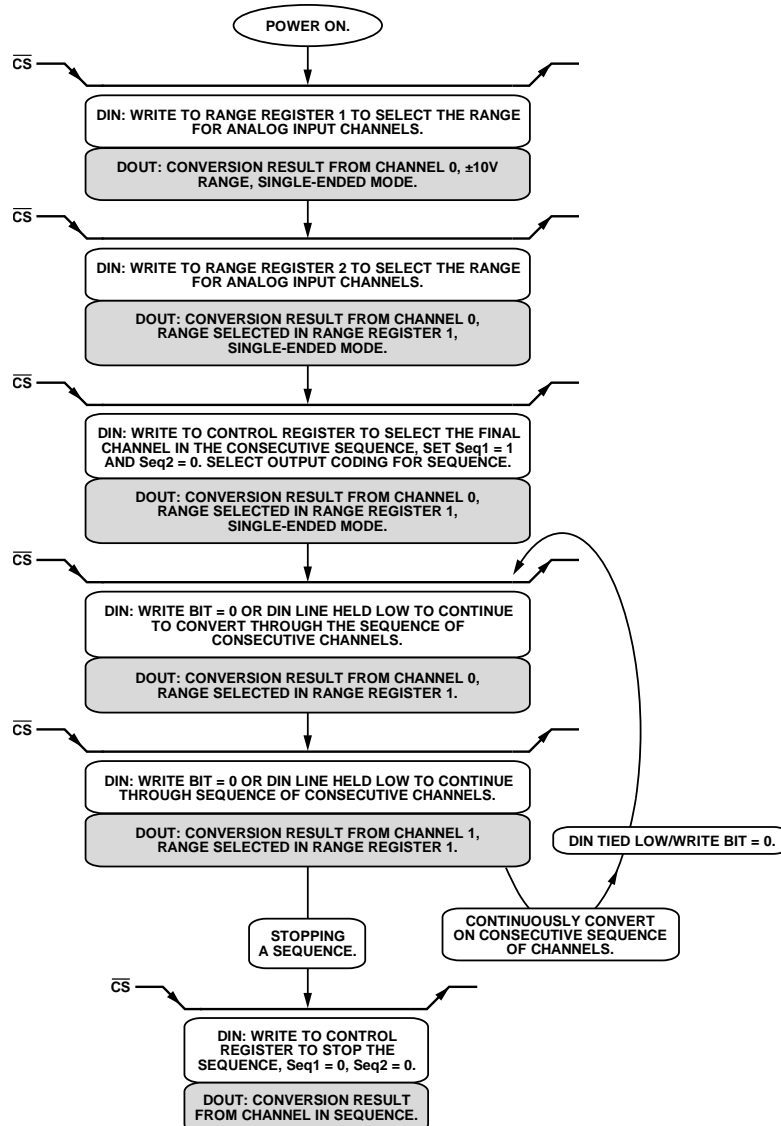 POWER ON.
CS
DIN: WRITE TO RANGE REGISTER 1 TO SELECT THE RANGE
FOR ANALOG INPUT CHANNELS.
DOUT: CONVERSION RESULT FROM CHANNEL 0, ±10V
RANGE, SINGLE-ENDED MODE.
CS
DIN: WRITE TO RANGE REGISTER 2 TO SELECT THE RANGE
FOR ANALOG INPUT CHANNELS.
DOUT: CONVERSION RESULT FROM CHANNEL 0,
RANGE SELECTED IN RANGE REGISTER 1,
SINGLE-ENDED MODE.
CS
DIN: WRITE TO CONTROL REGISTER TO SELECT THE FINAL
CHANNEL IN THE CONSECUTIVE SEQUENCE, SET Seq1 = 1
AND Seq2 = 0. SELECT OUTPUT CODING FOR SEQUENCE.
DOUT: CONVERSION RESULT FROM CHANNEL 0,
RANGE SELECTED IN RANGE REGISTER 1,
SINGLE-ENDED MODE.
CS
DIN: WRITE BIT = 0 OR DIN LINE HELD LOW TO CONTINUE
TO CONVERT THROUGH THE SEQUENCE OF
CONSECUTIVE CHANNELS.
DOUT: CONVERSION RESULT FROM CHANNEL 0,
RANGE SELECTED IN RANGE REGISTER 1.
CS
DIN: WRITE BIT = 0 OR DIN LINE HELD LOW TO CONTINUE
THROUGH SEQUENCE OF CONSECUTIVE CHANNELS.
DOUT: CONVERSION RESULT FROM CHANNEL 1,
RANGE SELECTED IN RANGE REGISTER 1.
DIN TIED LOW/WRITE BIT = 0.
CONTINUOUSLY CONVERT
ON CONSECUTIVE SEQUENCE
OF CHANNELS.
STOPPING
A SEQUENCE.
CS
DIN: WRITE TO CONTROL
REGISTER TO STOP THE
SEQUENCE, Seq1 = 0, Seq2 = 0.
DOUT: CONVERSION RESULT
FROM CHANNEL IN SEQUENCE.